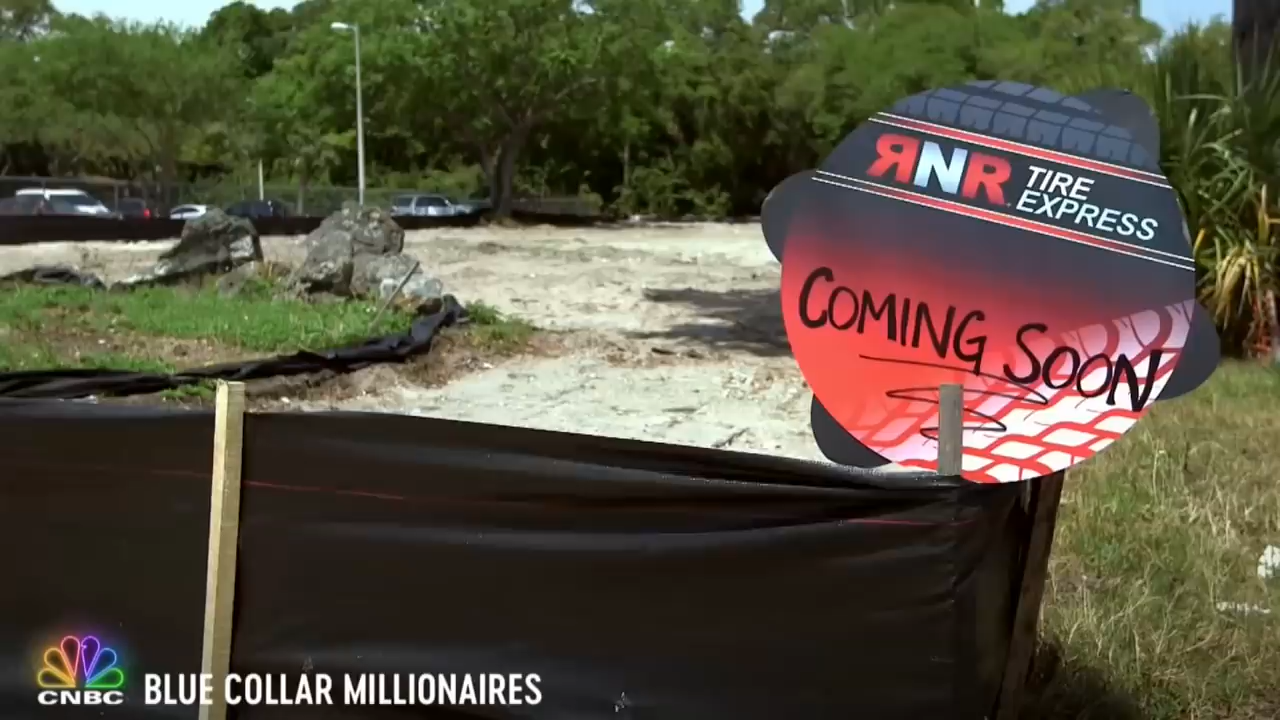 RNR TIRE
EXPRESS
COMING SOON
CNBC
BLUE COLLAR MILLIONAIRES